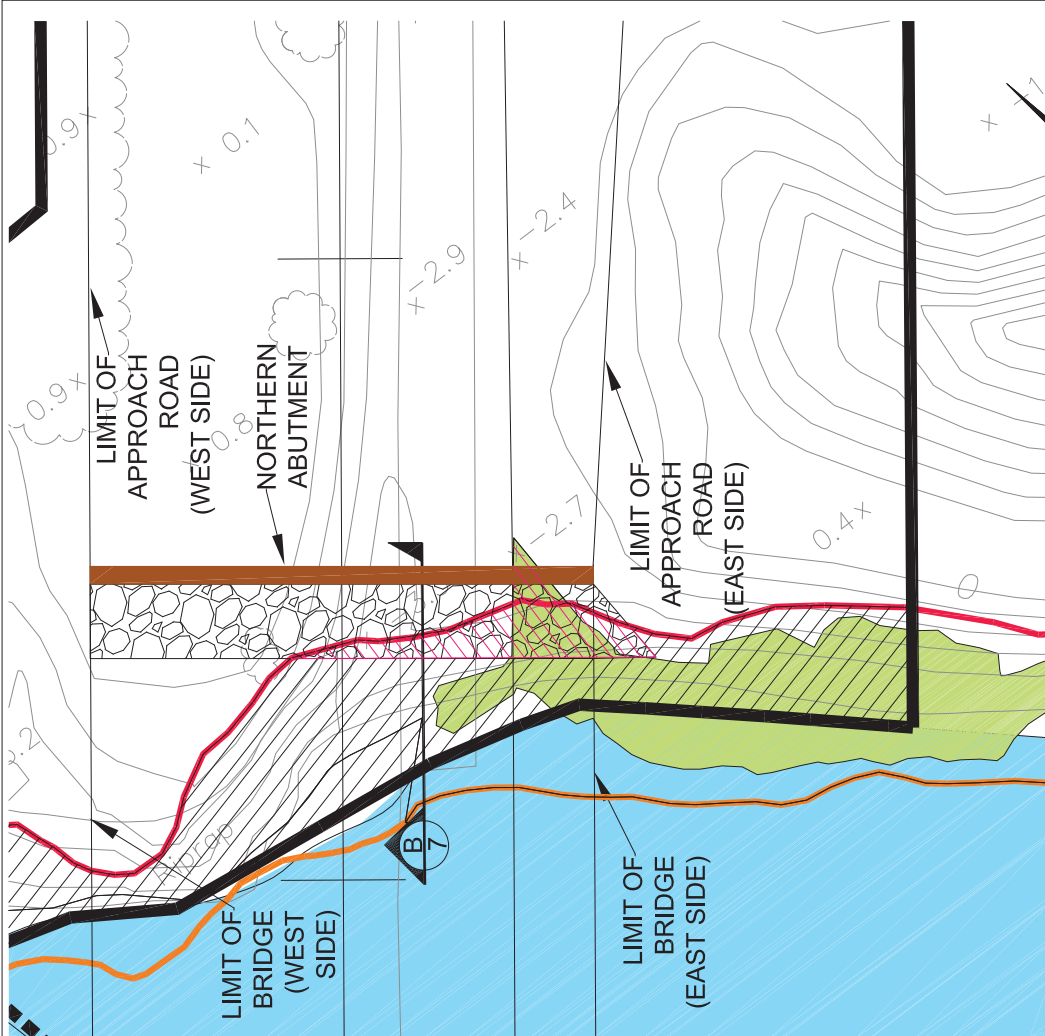 0.9×
× 0.1
×-2.9
×-2.4
×
LIMIT OF
APPROACH
ROAD
(WEST SIDE)
0.9×
0.8
NORTHERN
ABUTMENT
-2.7
LIMIT OF
APPROACH
ROAD
(EAST SIDE)
0.4×
0
Riprap
B
7
LIMIT OF
BRIDGE
(WEST
SIDE)
LIMIT OF
BRIDGE
(EAST SIDE)